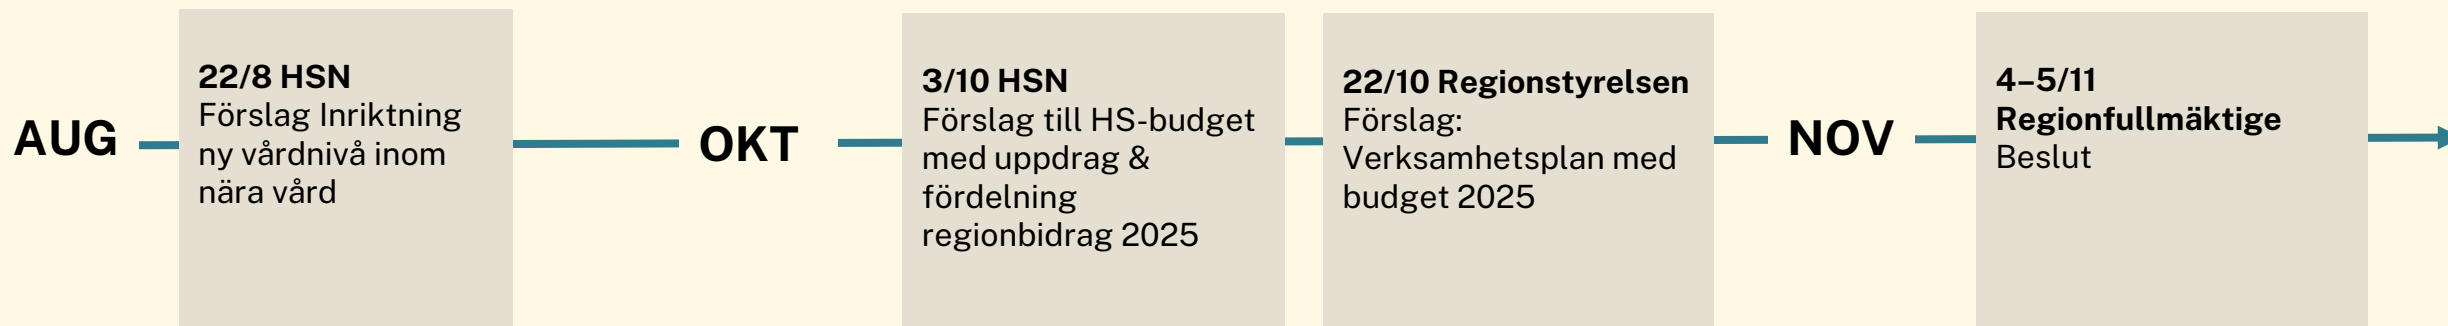 AUG
22/8 HSN
Förslag Inriktning
ny vårdnivå inom
nära vård
OKT
3/10 HSN
Förslag till HS-budget
med uppdrag &
fördelning
regionbidrag 2025
22/10 Regionstyrelsen
Förslag:
Verksamhetsplan med
budget 2025
NOV
4–5/11
Regionfullmäktige
Beslut